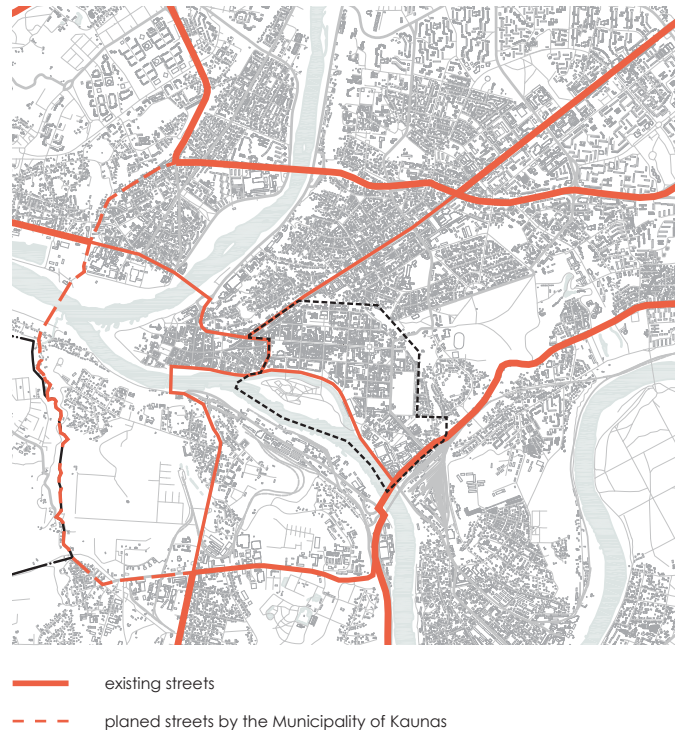 existing streets
planed streets by the Municipality of Kaunas